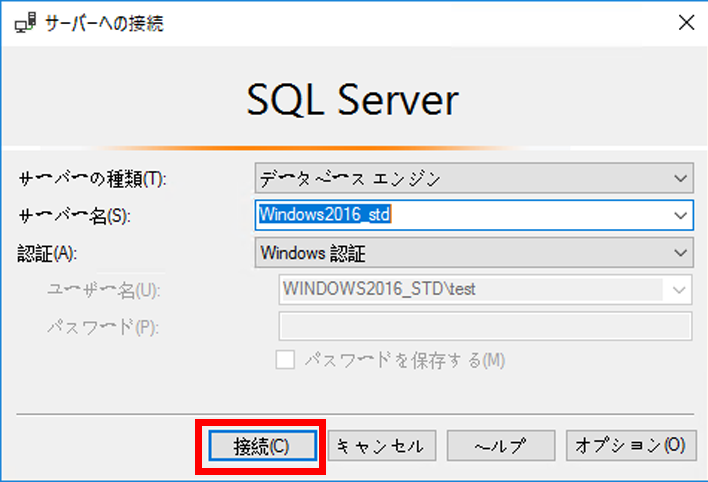 サーバーへの接続
SQL Server
サーバーの種類(T):
データベース エンジン
サーバー名(S):
Windows2016_std
認証(A):
Windows 認証
ユーザー名(U):
WINDOWS2016_STD\test
パスワード(P):
パスワードを保存する(M)
接続(C)
キャンセル
ヘルプ
オプション(O)